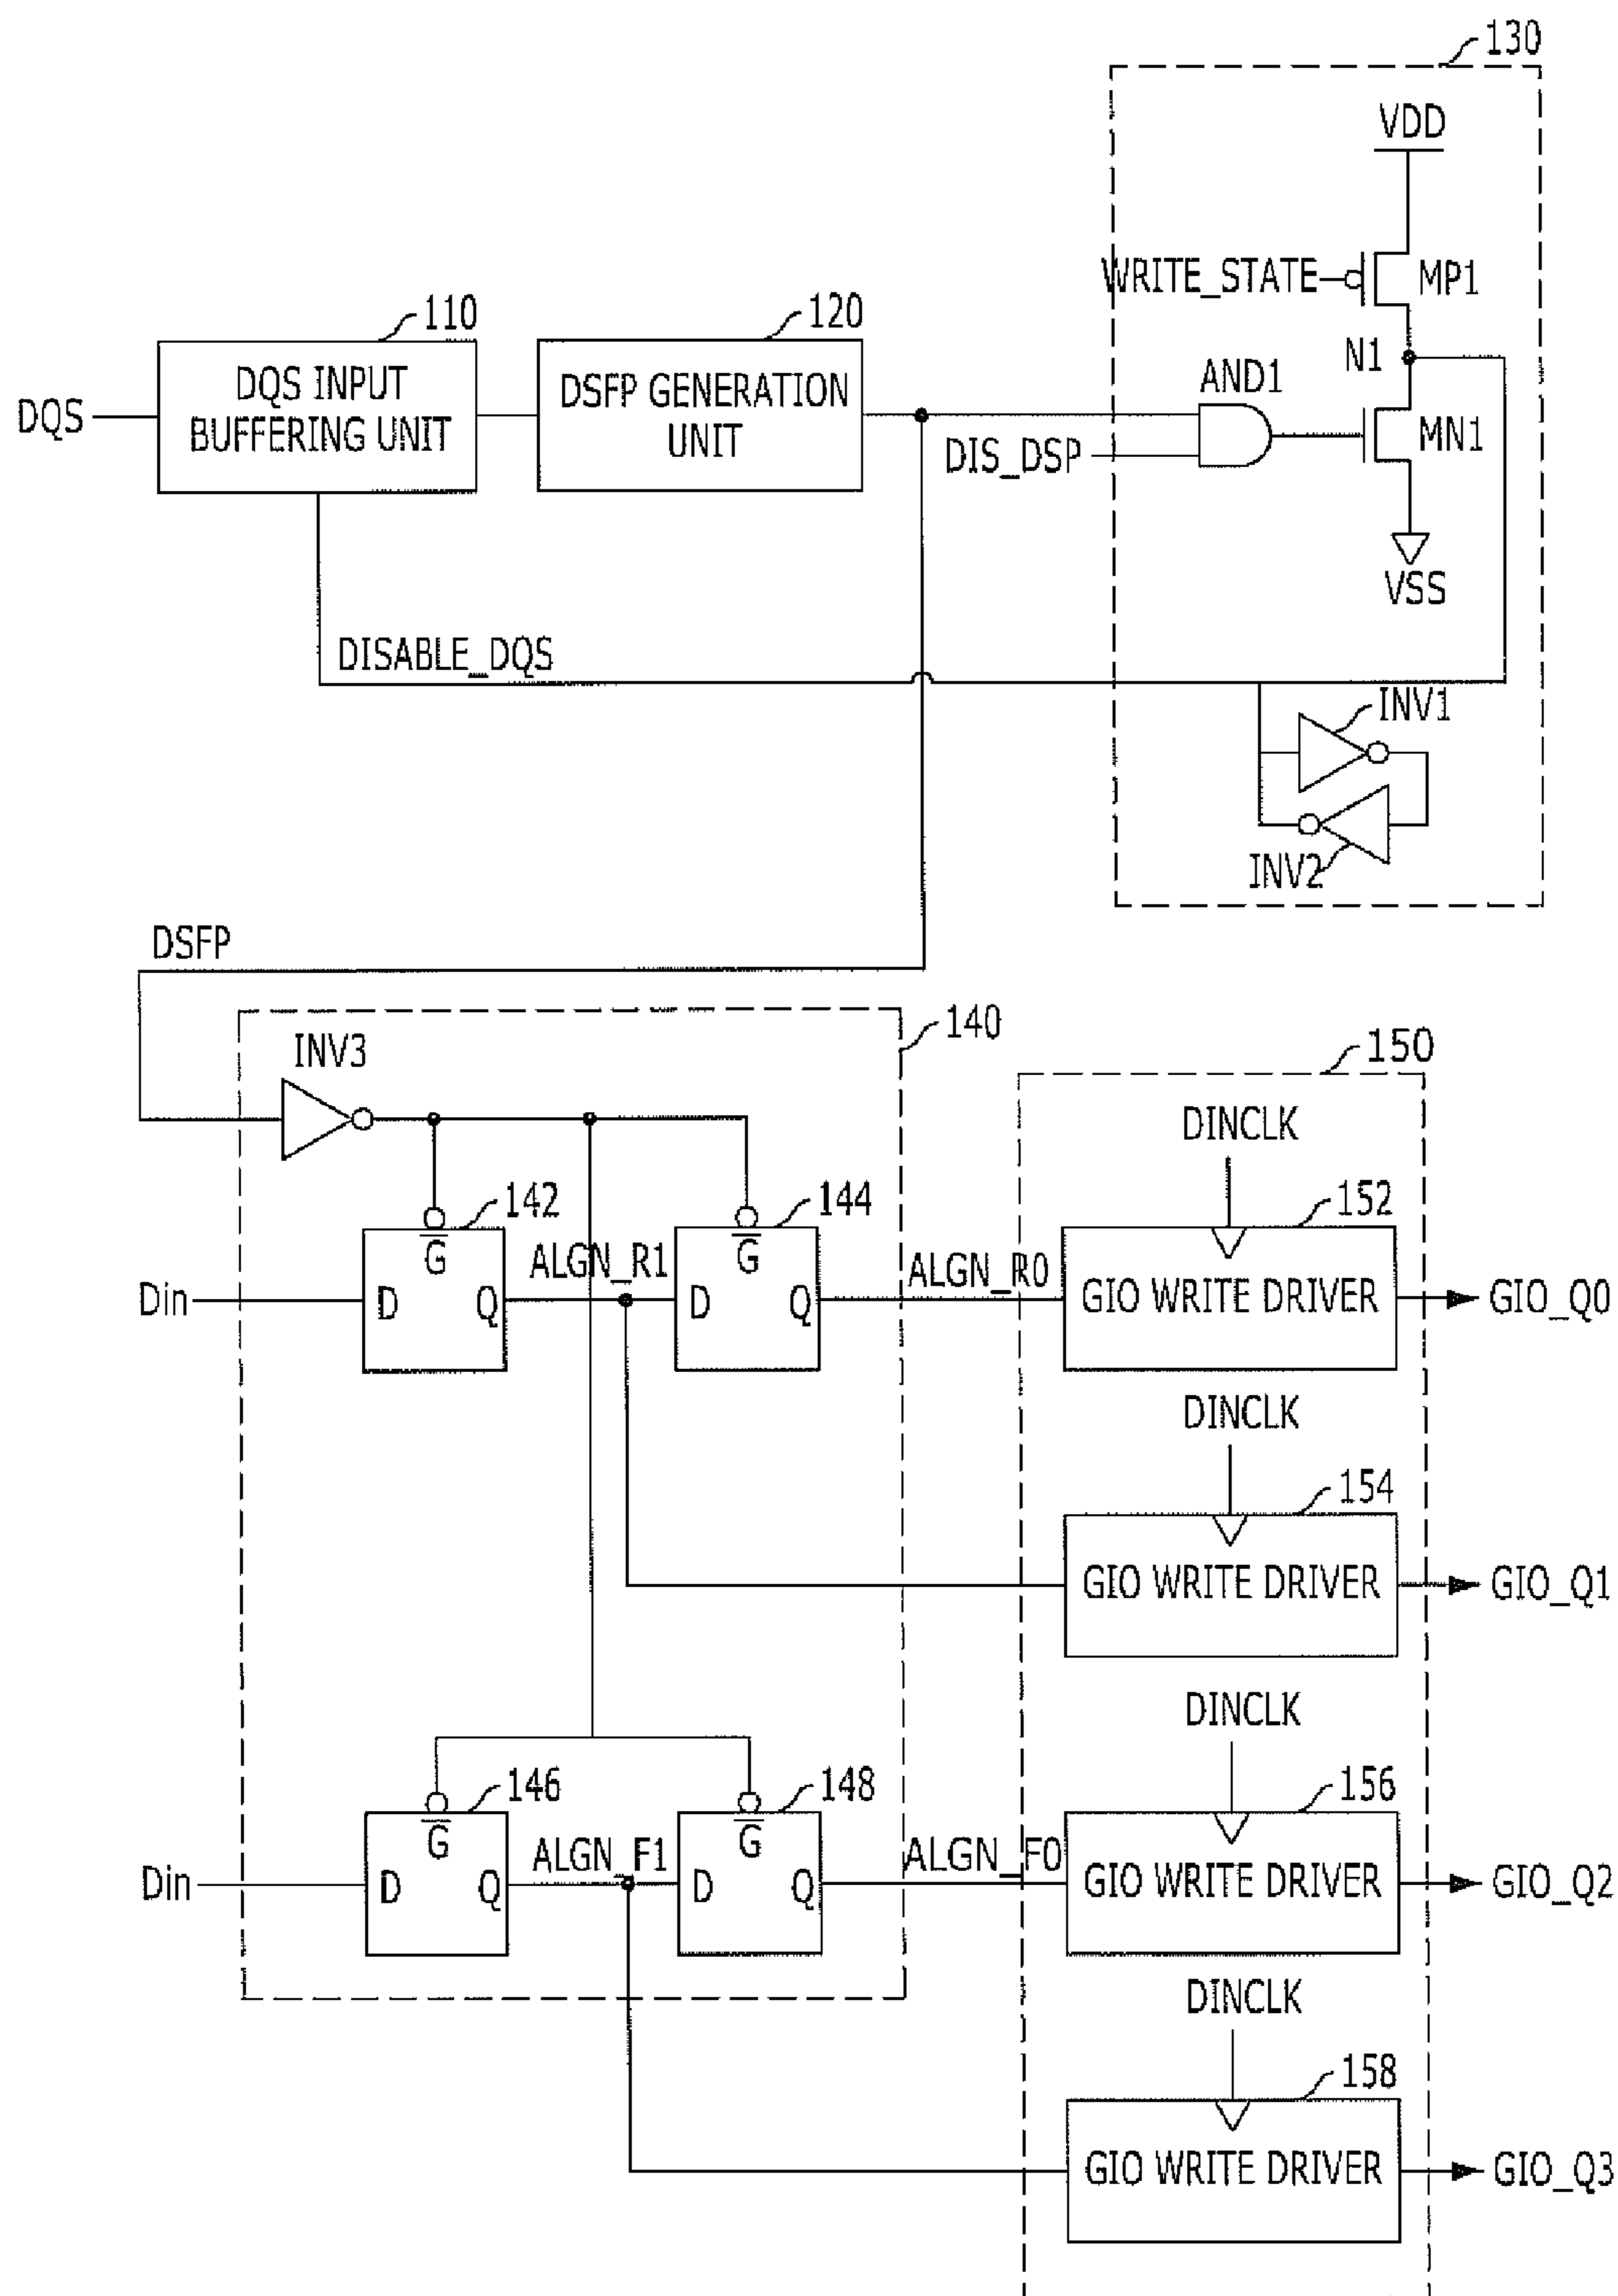 130
VDD
WRITE_STATE
MP1
110
120
N1
AND1
DQS
DQS INPUT
BUFFERING UNIT
DSFP GENERATION
UNIT
DIS_DSP
MN1
VSS
DISABLE_DQS
INV1
INV2
DSFP
140
INV3
150
DINCLK
142
144
152
G
G
ALGN_R1
ALGN_R0
Din
D
Q
D
Q
GIO WRITE DRIVER
GIO_Q0
DINCLK
154
GIO WRITE DRIVER
GIO_Q1
DINCLK
146
148
156
G
G
ALGN_F1
ALGN_F0
Din
D
Q
D
Q
GIO WRITE DRIVER
GIO_Q2
DINCLK
158
GIO WRITE DRIVER
GIO_Q3